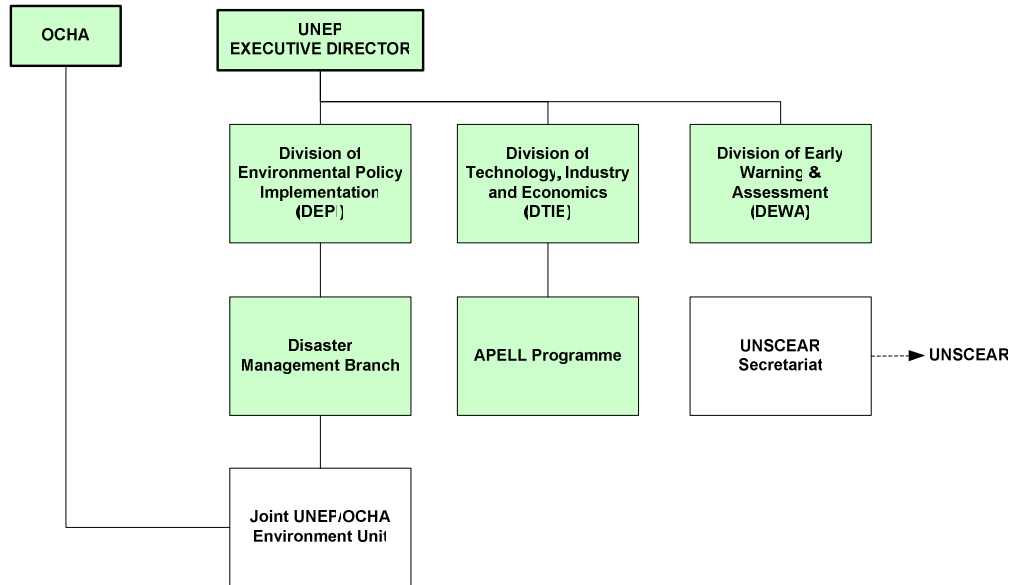 OCHA
UNEP
EXECUTIVE DIRECTOR
Division of
Environmental Policy
Implementation
(DEPI)
Division of
Technology, Industry
and Economics
(DTIE)
Division of Early
Warning &
Assessment
(DEWA)
Disaster
Management Branch
APELL Programme
UNSCEAR
Secretariat
UNSCEAR
Joint UNEP/OCHA
Environment Unit